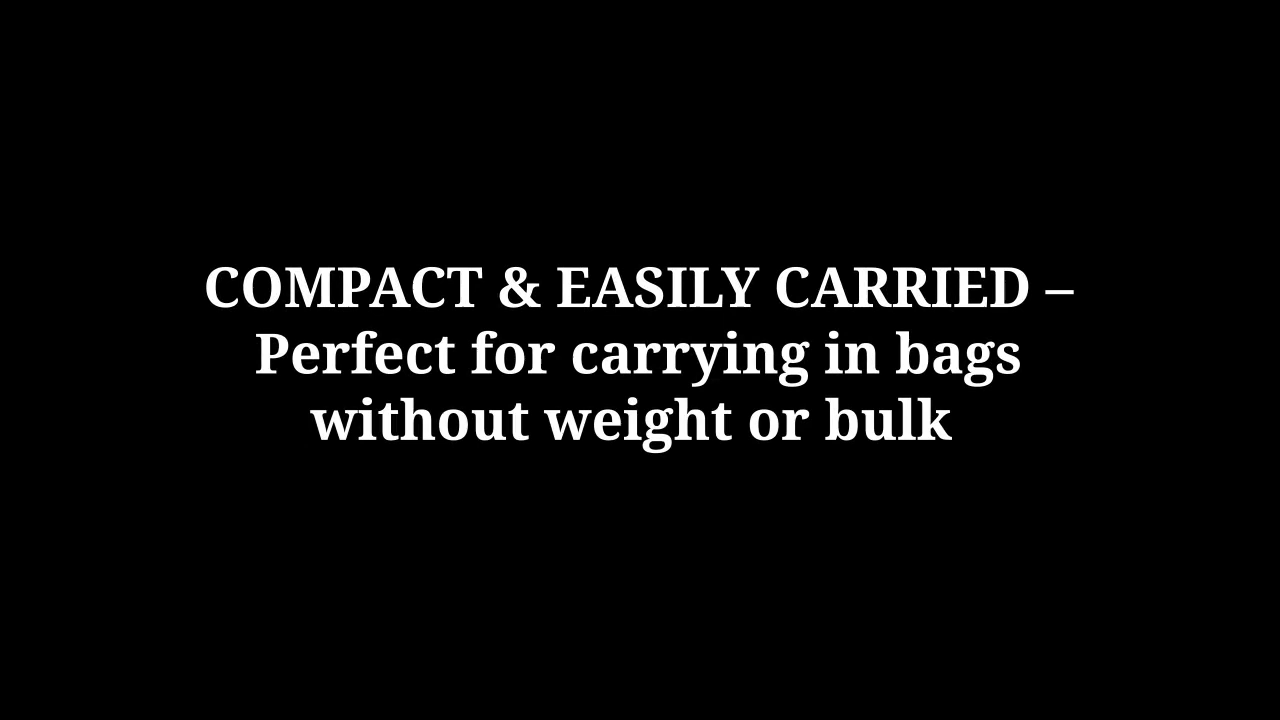 COMPACT & EASILY CARRIED –
Perfect for carrying in bags
without weight or bulk